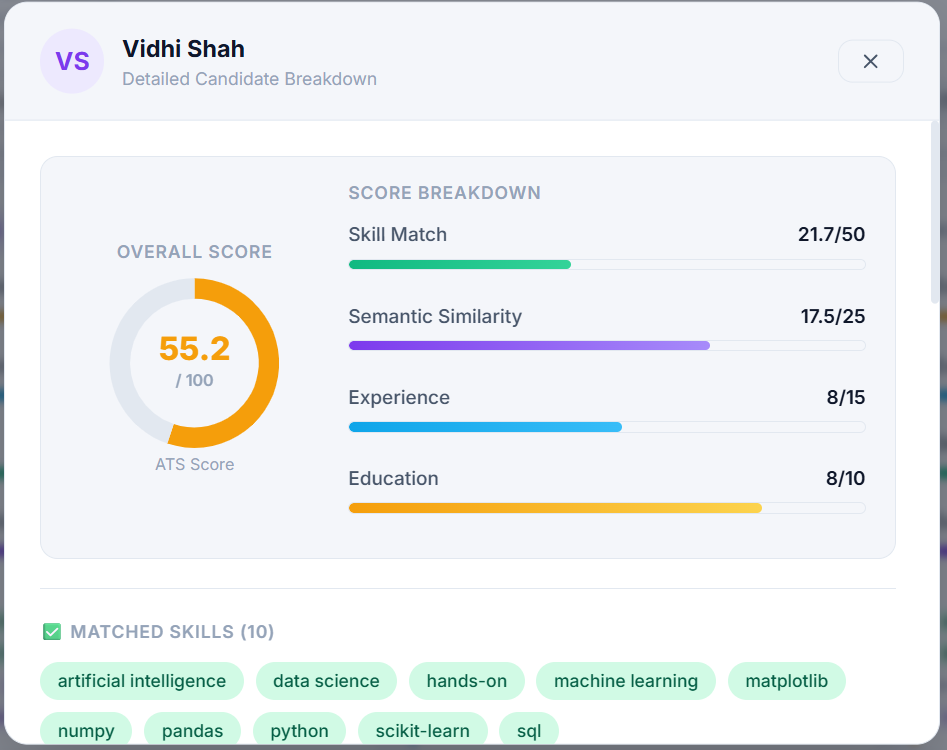 VS
Vidhi Shah
Detailed Candidate Breakdown
OVERALL SCORE
55.2
/ 100
ATS Score
SCORE BREAKDOWN
Skill Match 21.7/50
Semantic Similarity 17.5/25
Experience 8/15
Education 8/10
MATCHED SKILLS (10)
artificial intelligence data science hands-on machine learning matplotlib
numpy pandas python scikit-learn sql